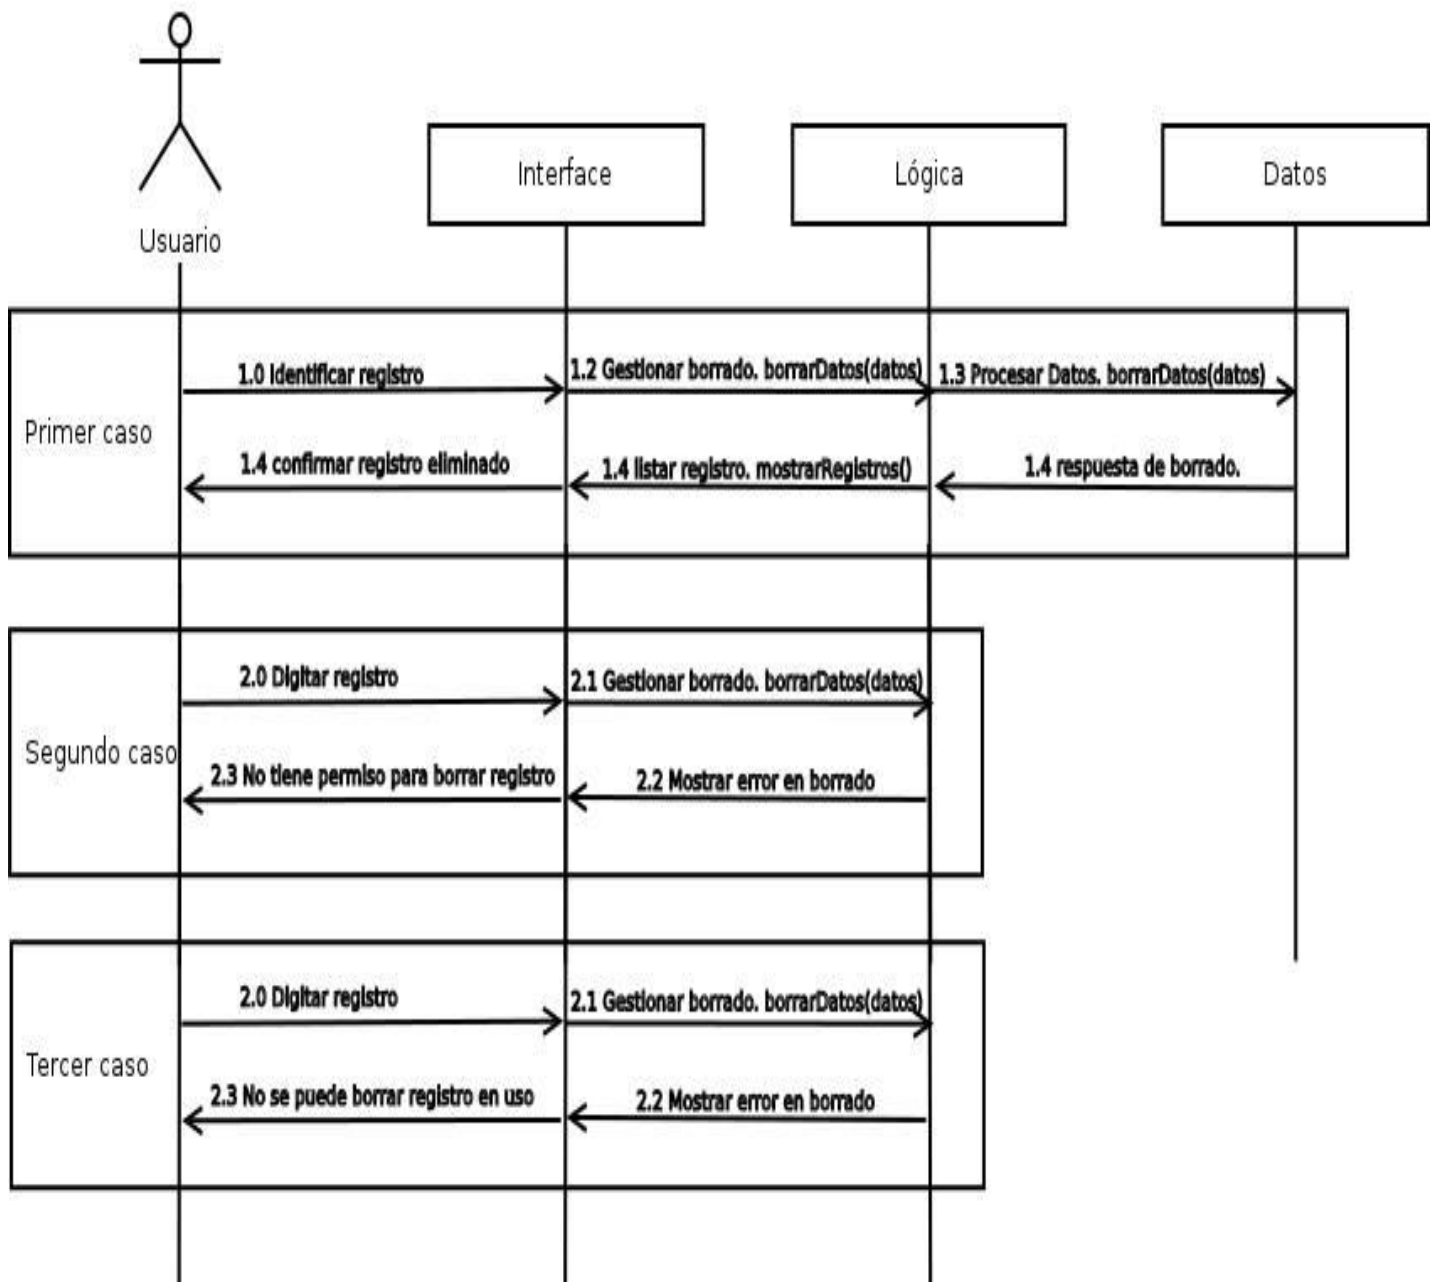 Usuario
Interface
Lógica
Datos
Primer caso
1.0 Identificar registro
1.2 Gestionar borrado. borrarDatos(datos)
1.3 Procesar Datos. borrarDatos(datos)
1.4 confirmar registro eliminado
1.4 listar registro. mostrarRegistros()
1.4 respuesta de borrado.
Segundo caso
2.0 Digitar registro
2.1 Gestionar borrado. borrarDatos(datos)
2.3 No tiene permiso para borrar registro
2.2 Mostrar error en borrado
Tercer caso
2.0 Digitar registro
2.1 Gestionar borrado. borrarDatos(datos)
2.3 No se puede borrar registro en uso
2.2 Mostrar error en borrado